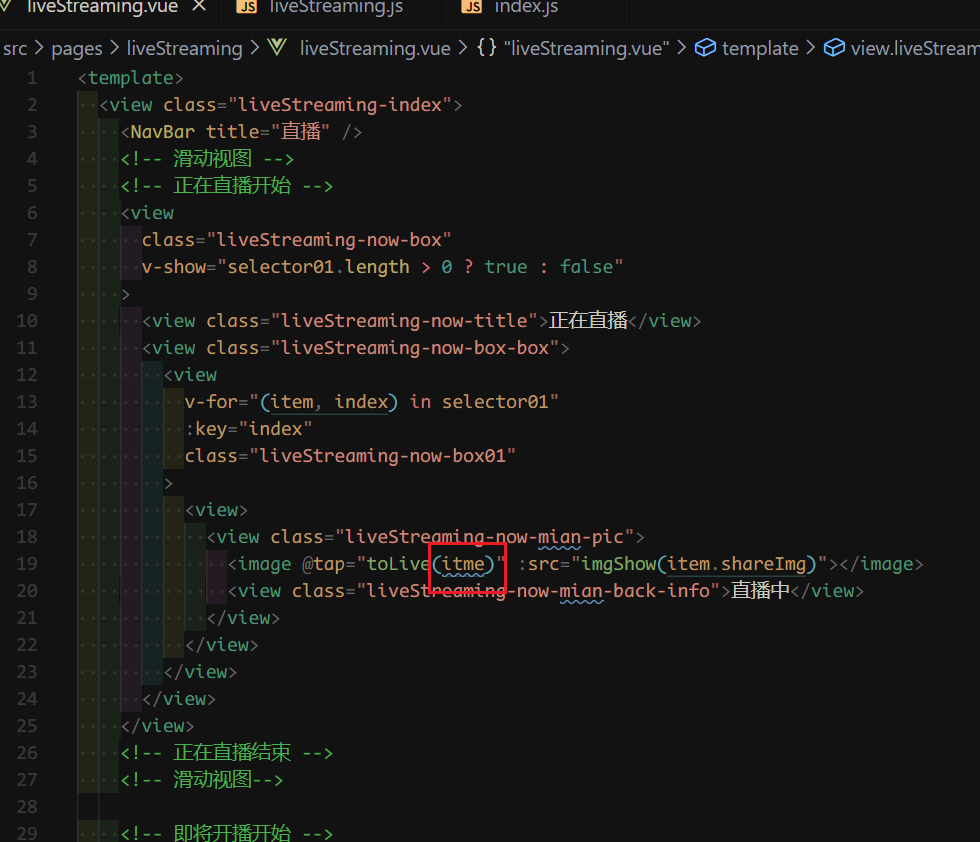 liveStreaming.vue × JS liveStreaming.js JS index.js
src > pages > liveStreaming > liveStreaming.vue > {} "liveStreaming.vue" > template > view.liveStream
1 <template>
2 <view class="liveStreaming-index">
3 <NavBar title="直播" />
4 <!-- 滑动视图 -->
5 <!-- 正在直播开始 -->
6 <view
7 class="liveStreaming-now-box"
8 v-show="selector01.length > 0 ? true : false"
9 >
10 <view class="liveStreaming-now-title">正在直播</view>
11 <view class="liveStreaming-now-box-box">
12 <view
13 v-for="(item, index) in selector01"
14 :key="index"
15 class="liveStreaming-now-box01"
16 >
17 <view>
18 <view class="liveStreaming-now-mian-pic">
19 <image @tap="toLive(itme)" :src="imgShow(item.shareImg)"></image>
20 <view class="liveStreaming-now-mian-back-info">直播中</view>
21 </view>
22 </view>
23 </view>
24 </view>
25 </view>
26 <!-- 正在直播结束 -->
27 <!-- 滑动视图-->
28
29 <!-- 即将开播开始 -->